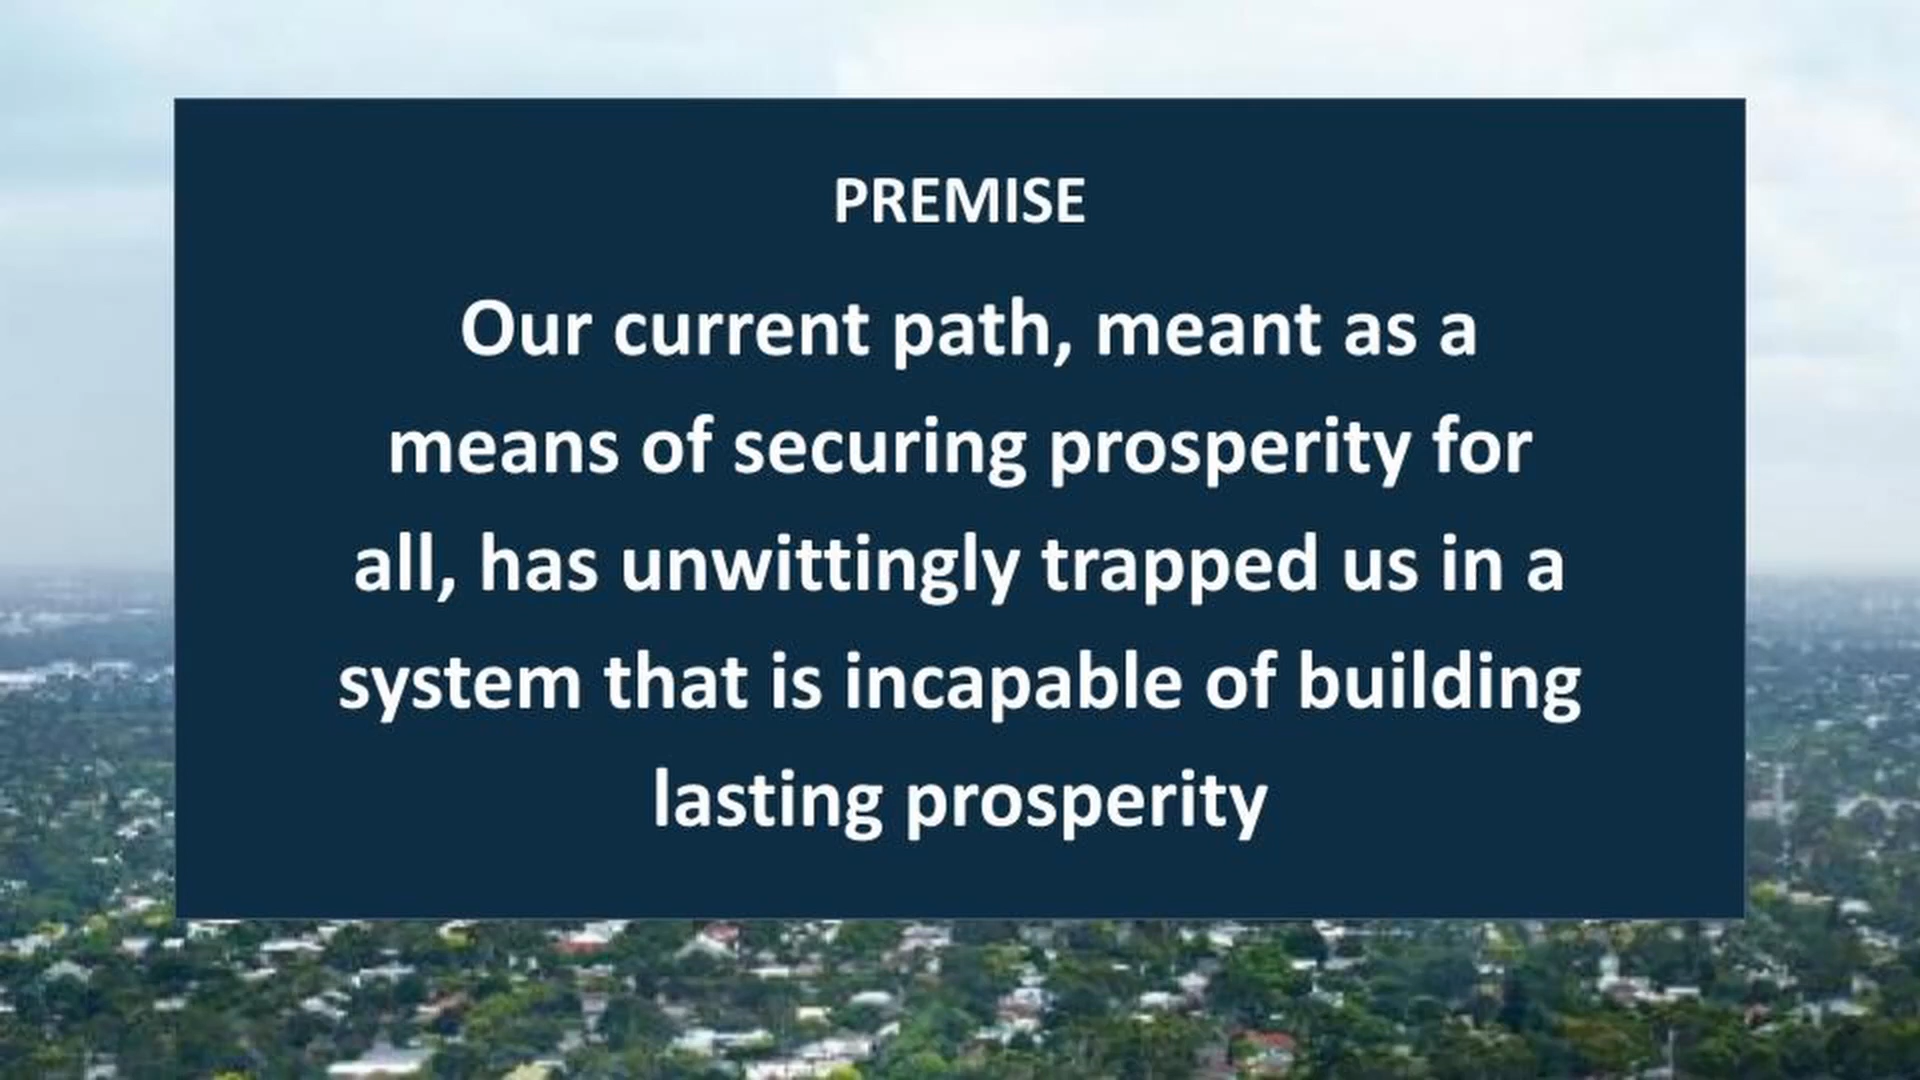 PREMISE
Our current path, meant as a
means of securing prosperity for
all, has unwittingly trapped us in a
system that is incapable of building
lasting prosperity